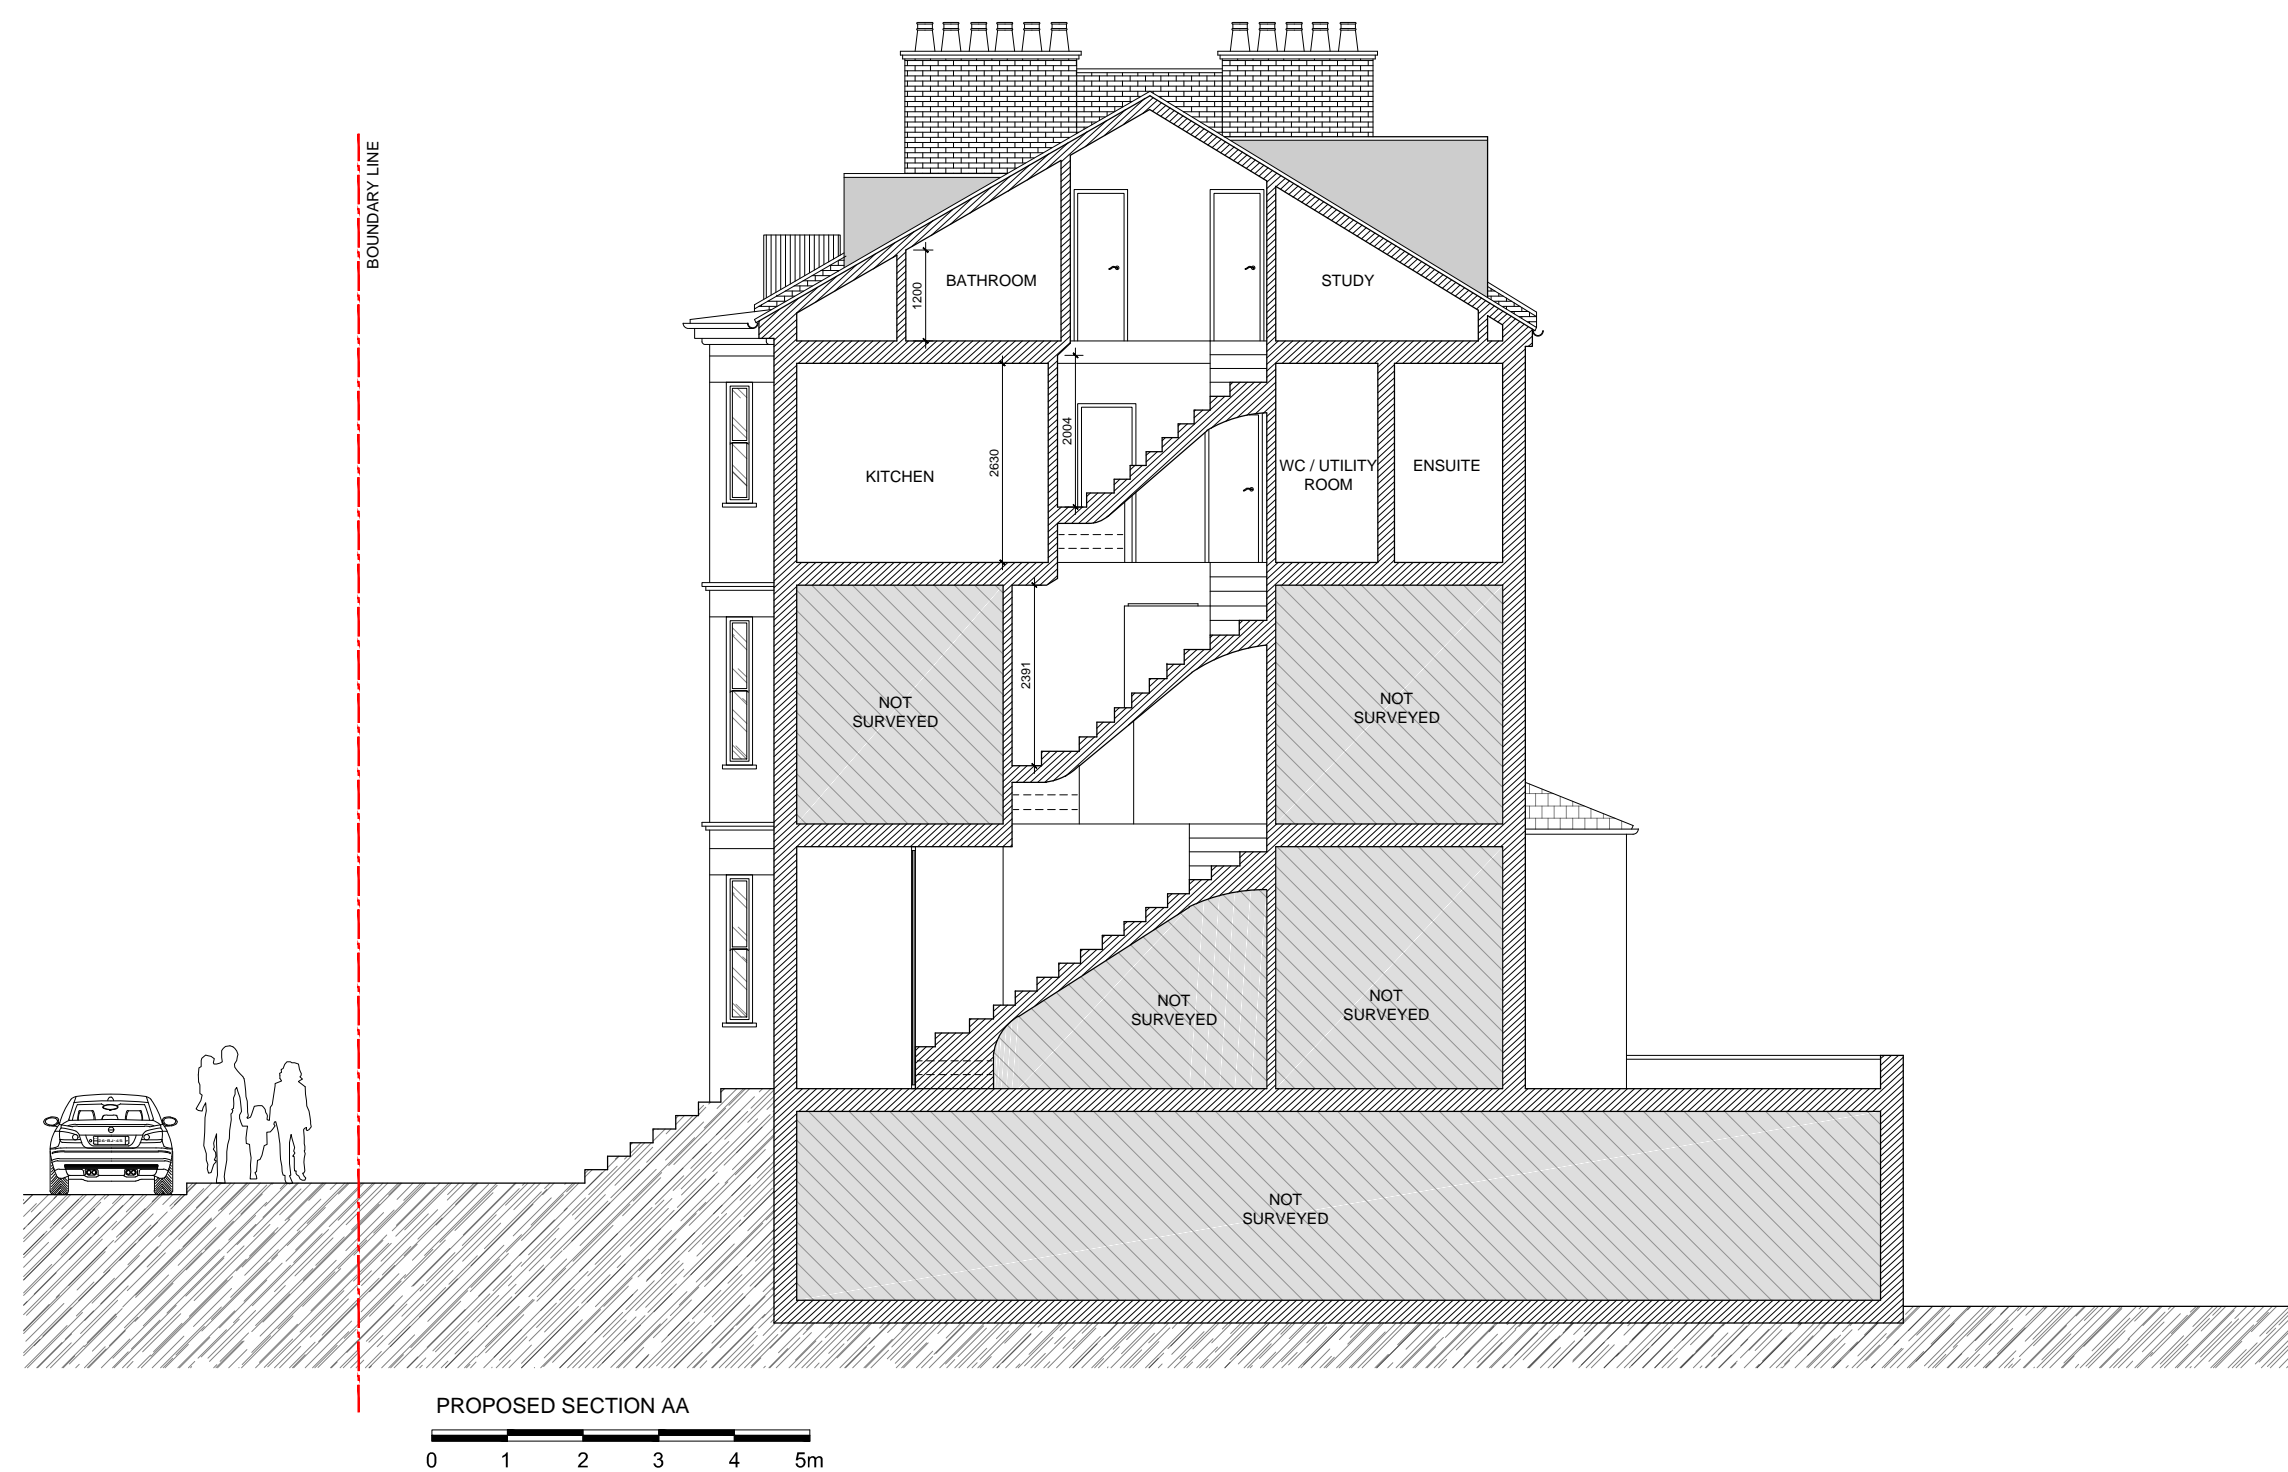 BOUNDARY LINE
1200
BATHROOM
STUDY
KITCHEN
2630
2004
WC / UTILITY
ROOM
ENSUITE
NOT
SURVEYED
2391
NOT
SURVEYED
NOT
SURVEYED
NOT
SURVEYED
NOT
SURVEYED
PROPOSED SECTION AA
0 1 2 3 4 5m